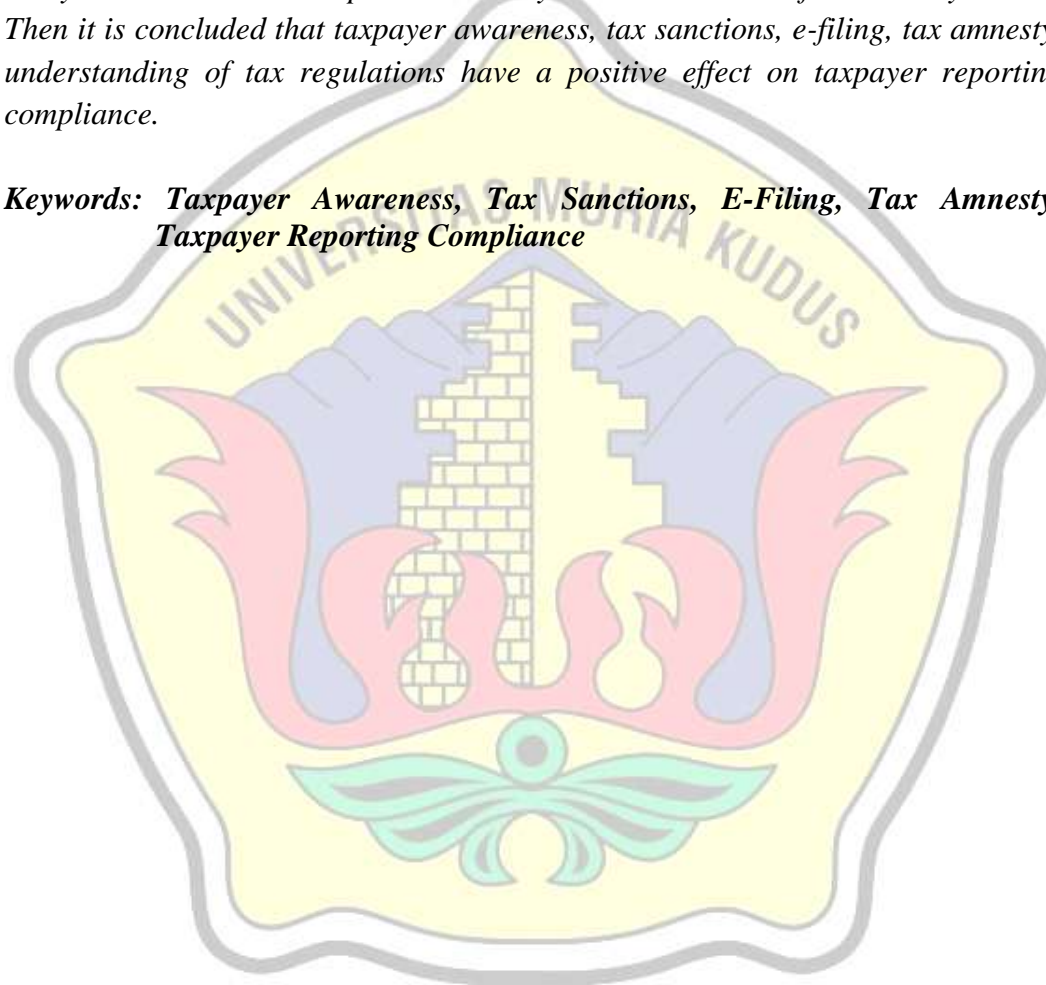 Then it is concluded that taxpayer awareness, tax sanctions, e-filing, tax amnesty
understanding of tax regulations have a positive effect on taxpayer reportin
compliance.
Keywords: Taxpayer Awareness, Tax Sanctions, E-Filing, Tax Amnesty
Taxpayer Reporting Compliance
UNIVERSITAS MURIA KUDUS